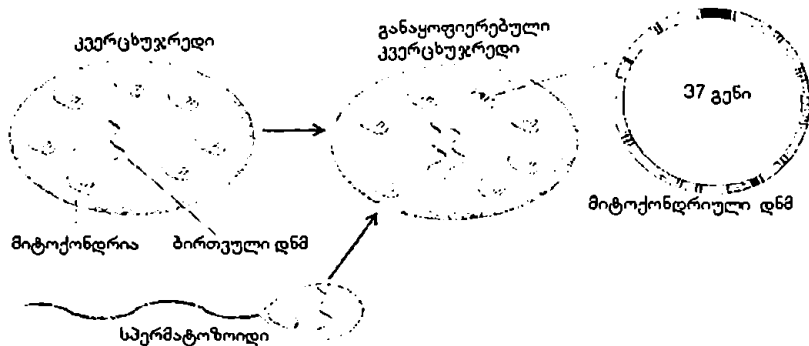 კვერცხუჯრედი
განაყოფიერებული
კვერცხუჯრედი
37 გენი
მიტოქონდრია
ბირთვული დნმ
მიტოქონდრიული დნმ
სპერმატოზოიდი